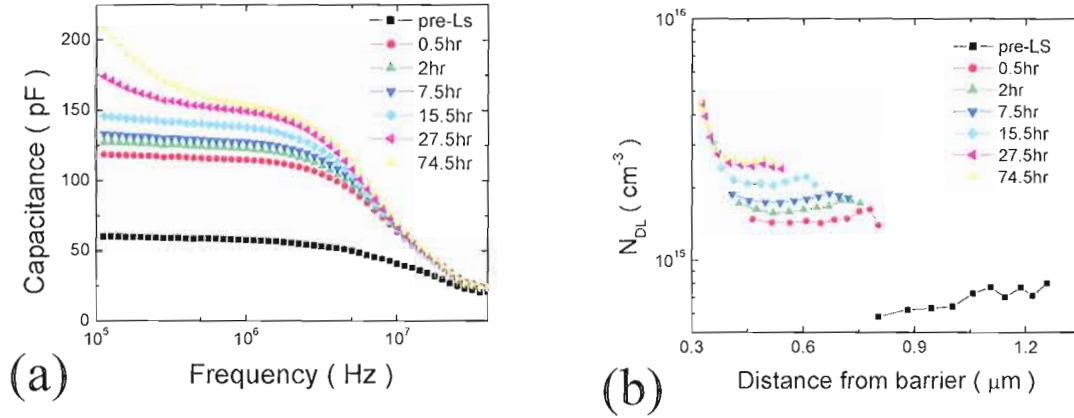 200
150
100
50
0
10^5
10^6
10^7
Capacitance ( pF )
Frequency ( Hz )
pre-Ls
0.5hr
2hr
7.5hr
15.5hr
27.5hr
74.5hr
(a)
10^16
10^15
N_DL ( cm^-3 )
0.3
0.6
0.9
1.2
Distance from barrier ( μm )
pre-LS
0.5hr
2hr
7.5hr
15.5hr
27.5hr
74.5hr
(b)